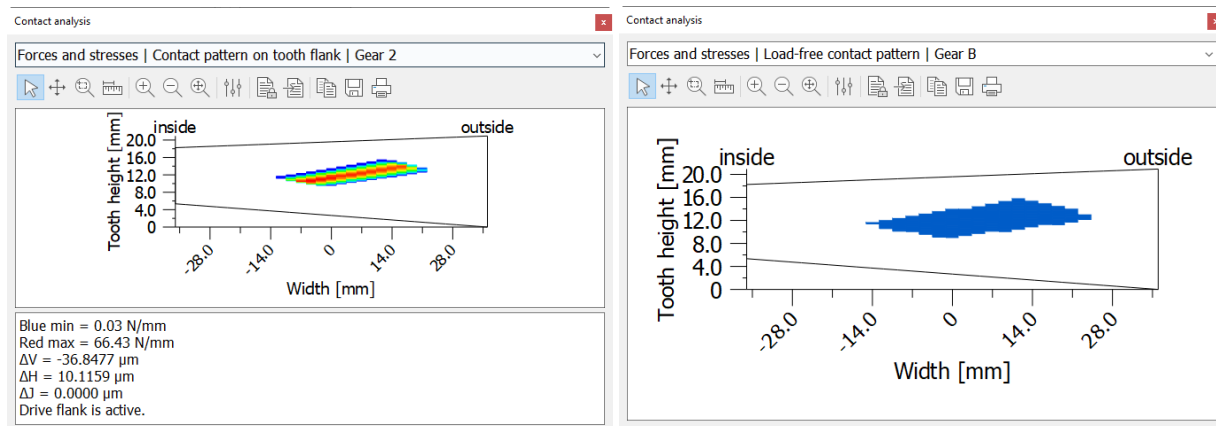 Contact analysis
x
Forces and stresses | Contact pattern on tooth flank | Gear 2
inside
outside
Tooth height [mm]
20.0
16.0
12.0
8.0
4.0
0
-28.0
-14.0
0
14.0
28.0
Width [mm]
Blue min = 0.03 N/mm
Red max = 66.43 N/mm
ΔV = -36.8477 μm
ΔH = 10.1159 μm
ΔJ = 0.0000 μm
Drive flank is active.
Contact analysis
x
Forces and stresses | Load-free contact pattern | Gear B
inside
outside
Tooth height [mm]
20.0
16.0
12.0
8.0
4.0
0
-28.0
-14.0
0
14.0
28.0
Width [mm]